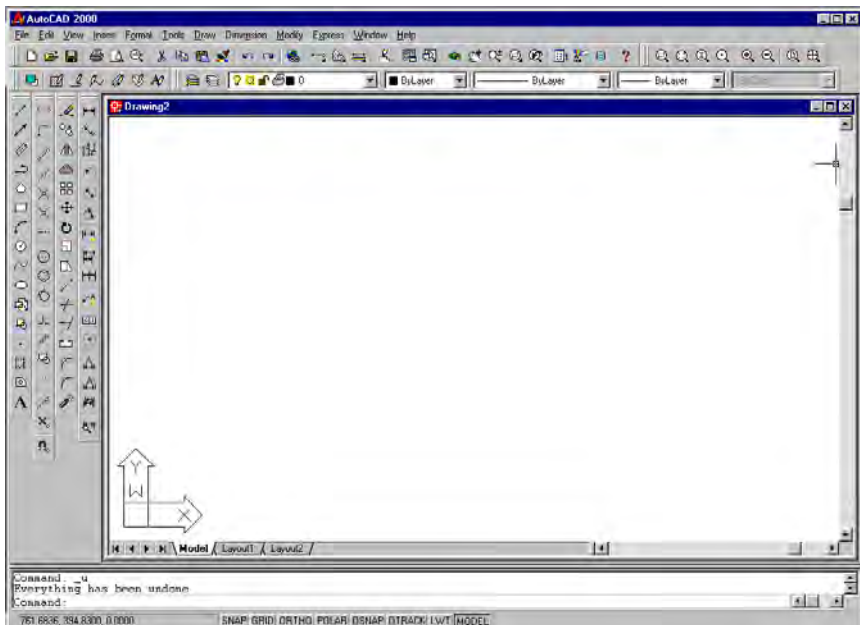 AutoCAD 2000
File Edit View Insert Format Tools Draw Dimension Modify Express Window Help
0 ByLayer ByLayer ByLayer
Drawing2
A
Y
W
X
Model Layout1 Layout2
Command: _u
Everything has been undone
Command:
761.6836, 394.8300, 0.0000 SNAP GRID ORTHO POLAR OSNAP OTRACK LWT MODEL